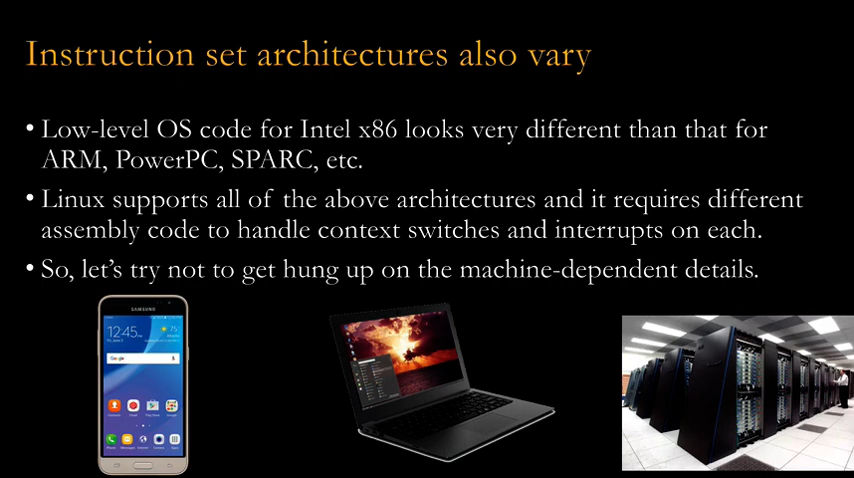 Instruction set architectures also vary
• Low-level OS code for Intel x86 looks very different than that for
ARM, PowerPC, SPARC, etc.
• Linux supports all of the above architectures and it requires different
assembly code to handle context switches and interrupts on each.
• So, let's try not to get hung up on the machine-dependent details.
SAMSUNG
12:45
75°
Google